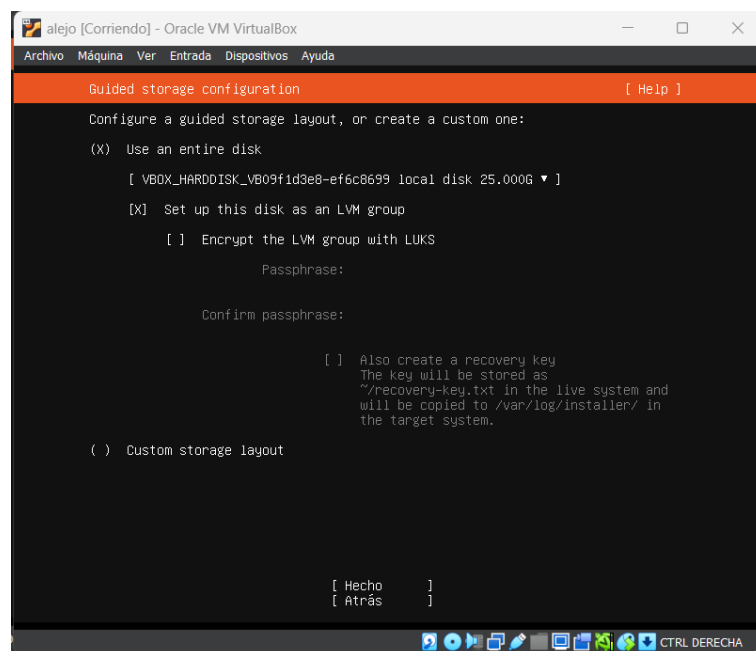 alejo [Corriendo] - Oracle VM VirtualBox
Archivo Máquina Ver Entrada Dispositivos Ayuda
Guided storage configuration [ Help ]
Configure a guided storage layout, or create a custom one:
(X) Use an entire disk
[ VBOX_HARDDISK_VB09f1d3e8-ef6c8699 local disk 25.000G ▼ ]
[X] Set up this disk as an LVM group
[ ] Encrypt the LVM group with LUKS
Passphrase:
Confirm passphrase:
[ ] Also create a recovery key
The key will be stored as
~/recovery-key.txt in the live system and
will be copied to /var/log/installer/ in
the target system.
( ) Custom storage layout
[ Hecho ]
[ Atrás ]
CTRL DERECHA